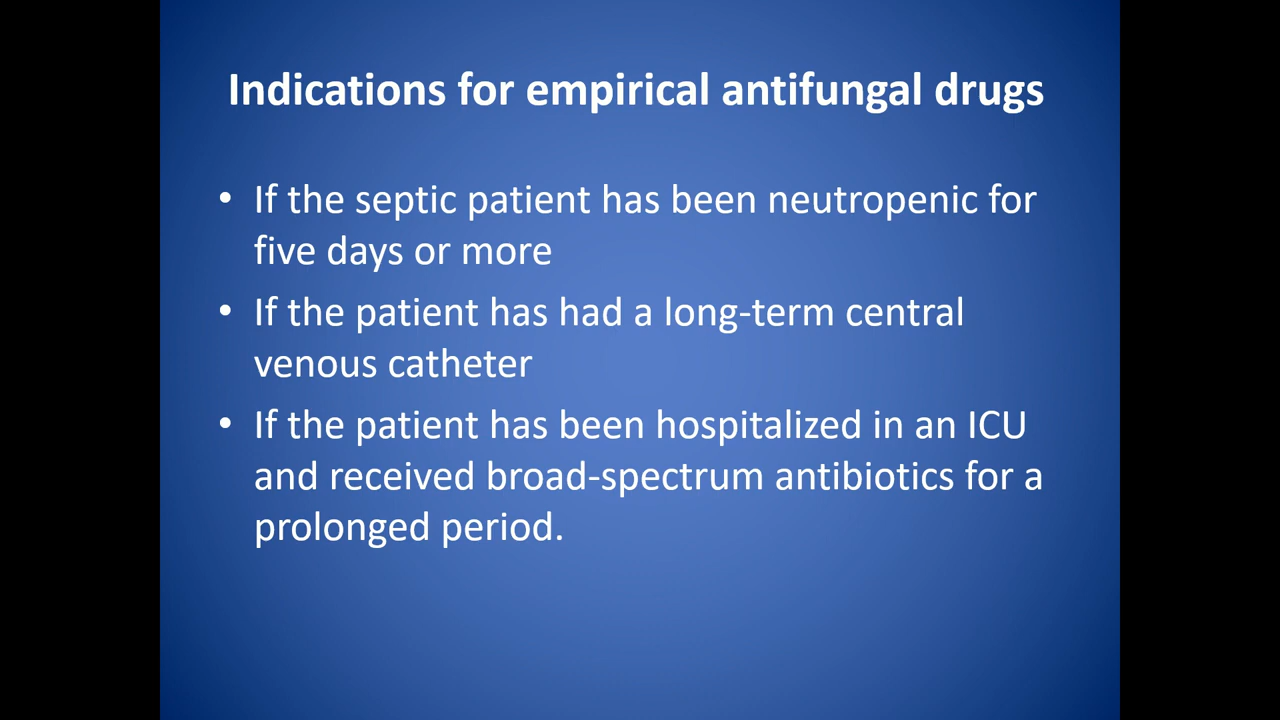 Indications for empirical antifungal drugs
• If the septic patient has been neutropenic for
five days or more
• If the patient has had a long-term central
venous catheter
• If the patient has been hospitalized in an ICU
and received broad-spectrum antibiotics for a
prolonged period.